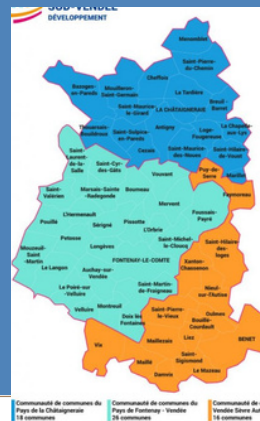 SUD-VENDÉE
DÉVELOPPEMENT
Menomblet
Saint-Pierre-
du-Chemin
Cheffois
Bazoges-
en-Pareds
Mouilleron-
Saint-Germain
La Tardière
Breuil-
Barret
Saint-Maurice-
le-Girard
LA CHÂTAIGNERAIE
La Chapelle-
aux-Lys
Thouarsais-
Bouildroux
Antigny
Loge-
Fougereuse
Saint-Sulpice-
en-Pareds
Cezais
Saint-Maurice-
des-Noues
Saint-Hilaire-
de-Voust
Marillet
Saint-
Laurent-
de-la-
Salle
Saint-Cyr-
des-Gâts
Vouvant
Puy-de-
Serre
Faymoreau
Saint-
Valérien
Marsais-Sainte-
Radégonde
Bourneau
Mervent
L'Hermenault
Foussais-
Payré
Pouillé
Sérigné
Pissotte
L'Orbrie
Petosse
Longèves
Saint-Michel-
le-Cloucq
Saint-Hilaire-
des-
loges
Mouzeuil-
Saint
-Martin
Xanton-
Chassenon
Le Langon
Auchay-sur-
Vendée
FONTENAY-LE-COMTE
Nieul-
sur-l'Autise
Le Poiré-sur-
Velluire
Saint-Martin-
de-Fraigneau
Montreuil
Oulmes
Velluire
Doix les
Fontaines
Saint-Pierre-
le-Vieux
Bouillé-
Courdault
Vix
Maillezais
Liez
BENET
Maillé
Saint-
Sigismond
Damvix
Le Mazeau
Communauté de communes du
Pays de la Châtaigneraie
18 communes
Communauté de communes du
Pays de Fontenay - Vendée
26 communes
Communauté de
Vendée Sèvre Aut
16 communes